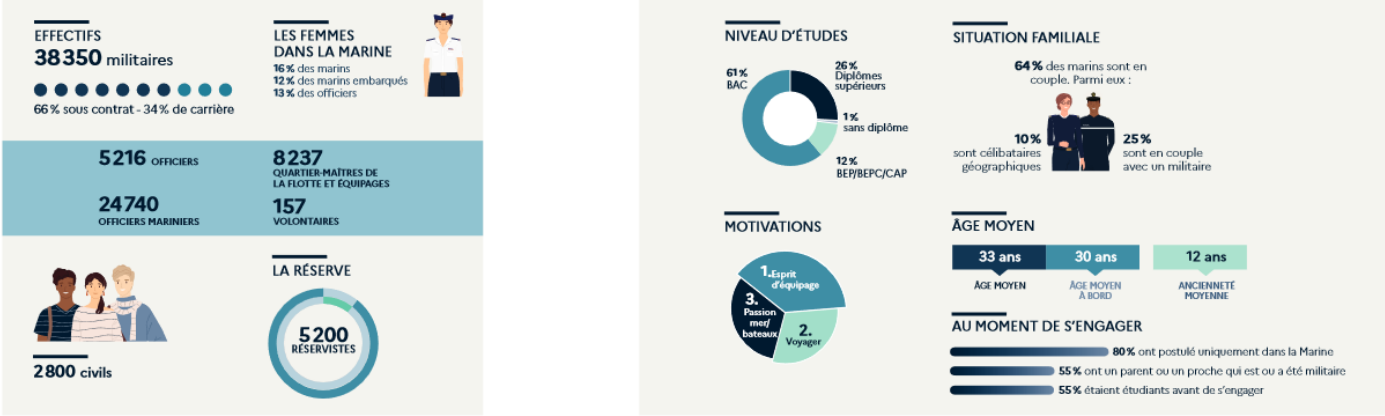 EFFECTIFS
38 350 militaires
66 % sous contrat - 34 % de carrière
LES FEMMES
DANS LA MARINE
16 % des marins
12 % des marins embarqués
13 % des officiers
5 216 OFFICIERS
24 740
OFFICIERS MARINIERS
8 237
QUARTIER-MAÎTRES DE
LA FLOTTE ET ÉQUIPAGES
157
VOLONTAIRES
2 800 civils
LA RÉSERVE
5 200
RÉSERVISTES
NIVEAU D'ÉTUDES
61 %
BAC
26 %
Diplômes
supérieurs
1 %
sans diplôme
12 %
BEP/BEPC/CAP
SITUATION FAMILIALE
64 % des marins sont en
couple. Parmi eux :
10 %
sont célibataires
géographiques
25 %
sont en couple
avec un militaire
MOTIVATIONS
1. Esprit
d'équipage
2.
Voyager
3.
Passion
mer/
bateaux
ÂGE MOYEN
33 ans
ÂGE MOYEN
30 ans
ÂGE MOYEN
À BORD
12 ans
ANCIENNETÉ
MOYENNE
AU MOMENT DE S'ENGAGER
80 % ont postulé uniquement dans la Marine
55 % ont un parent ou un proche qui est ou a été militaire
55 % étaient étudiants avant de s'engager